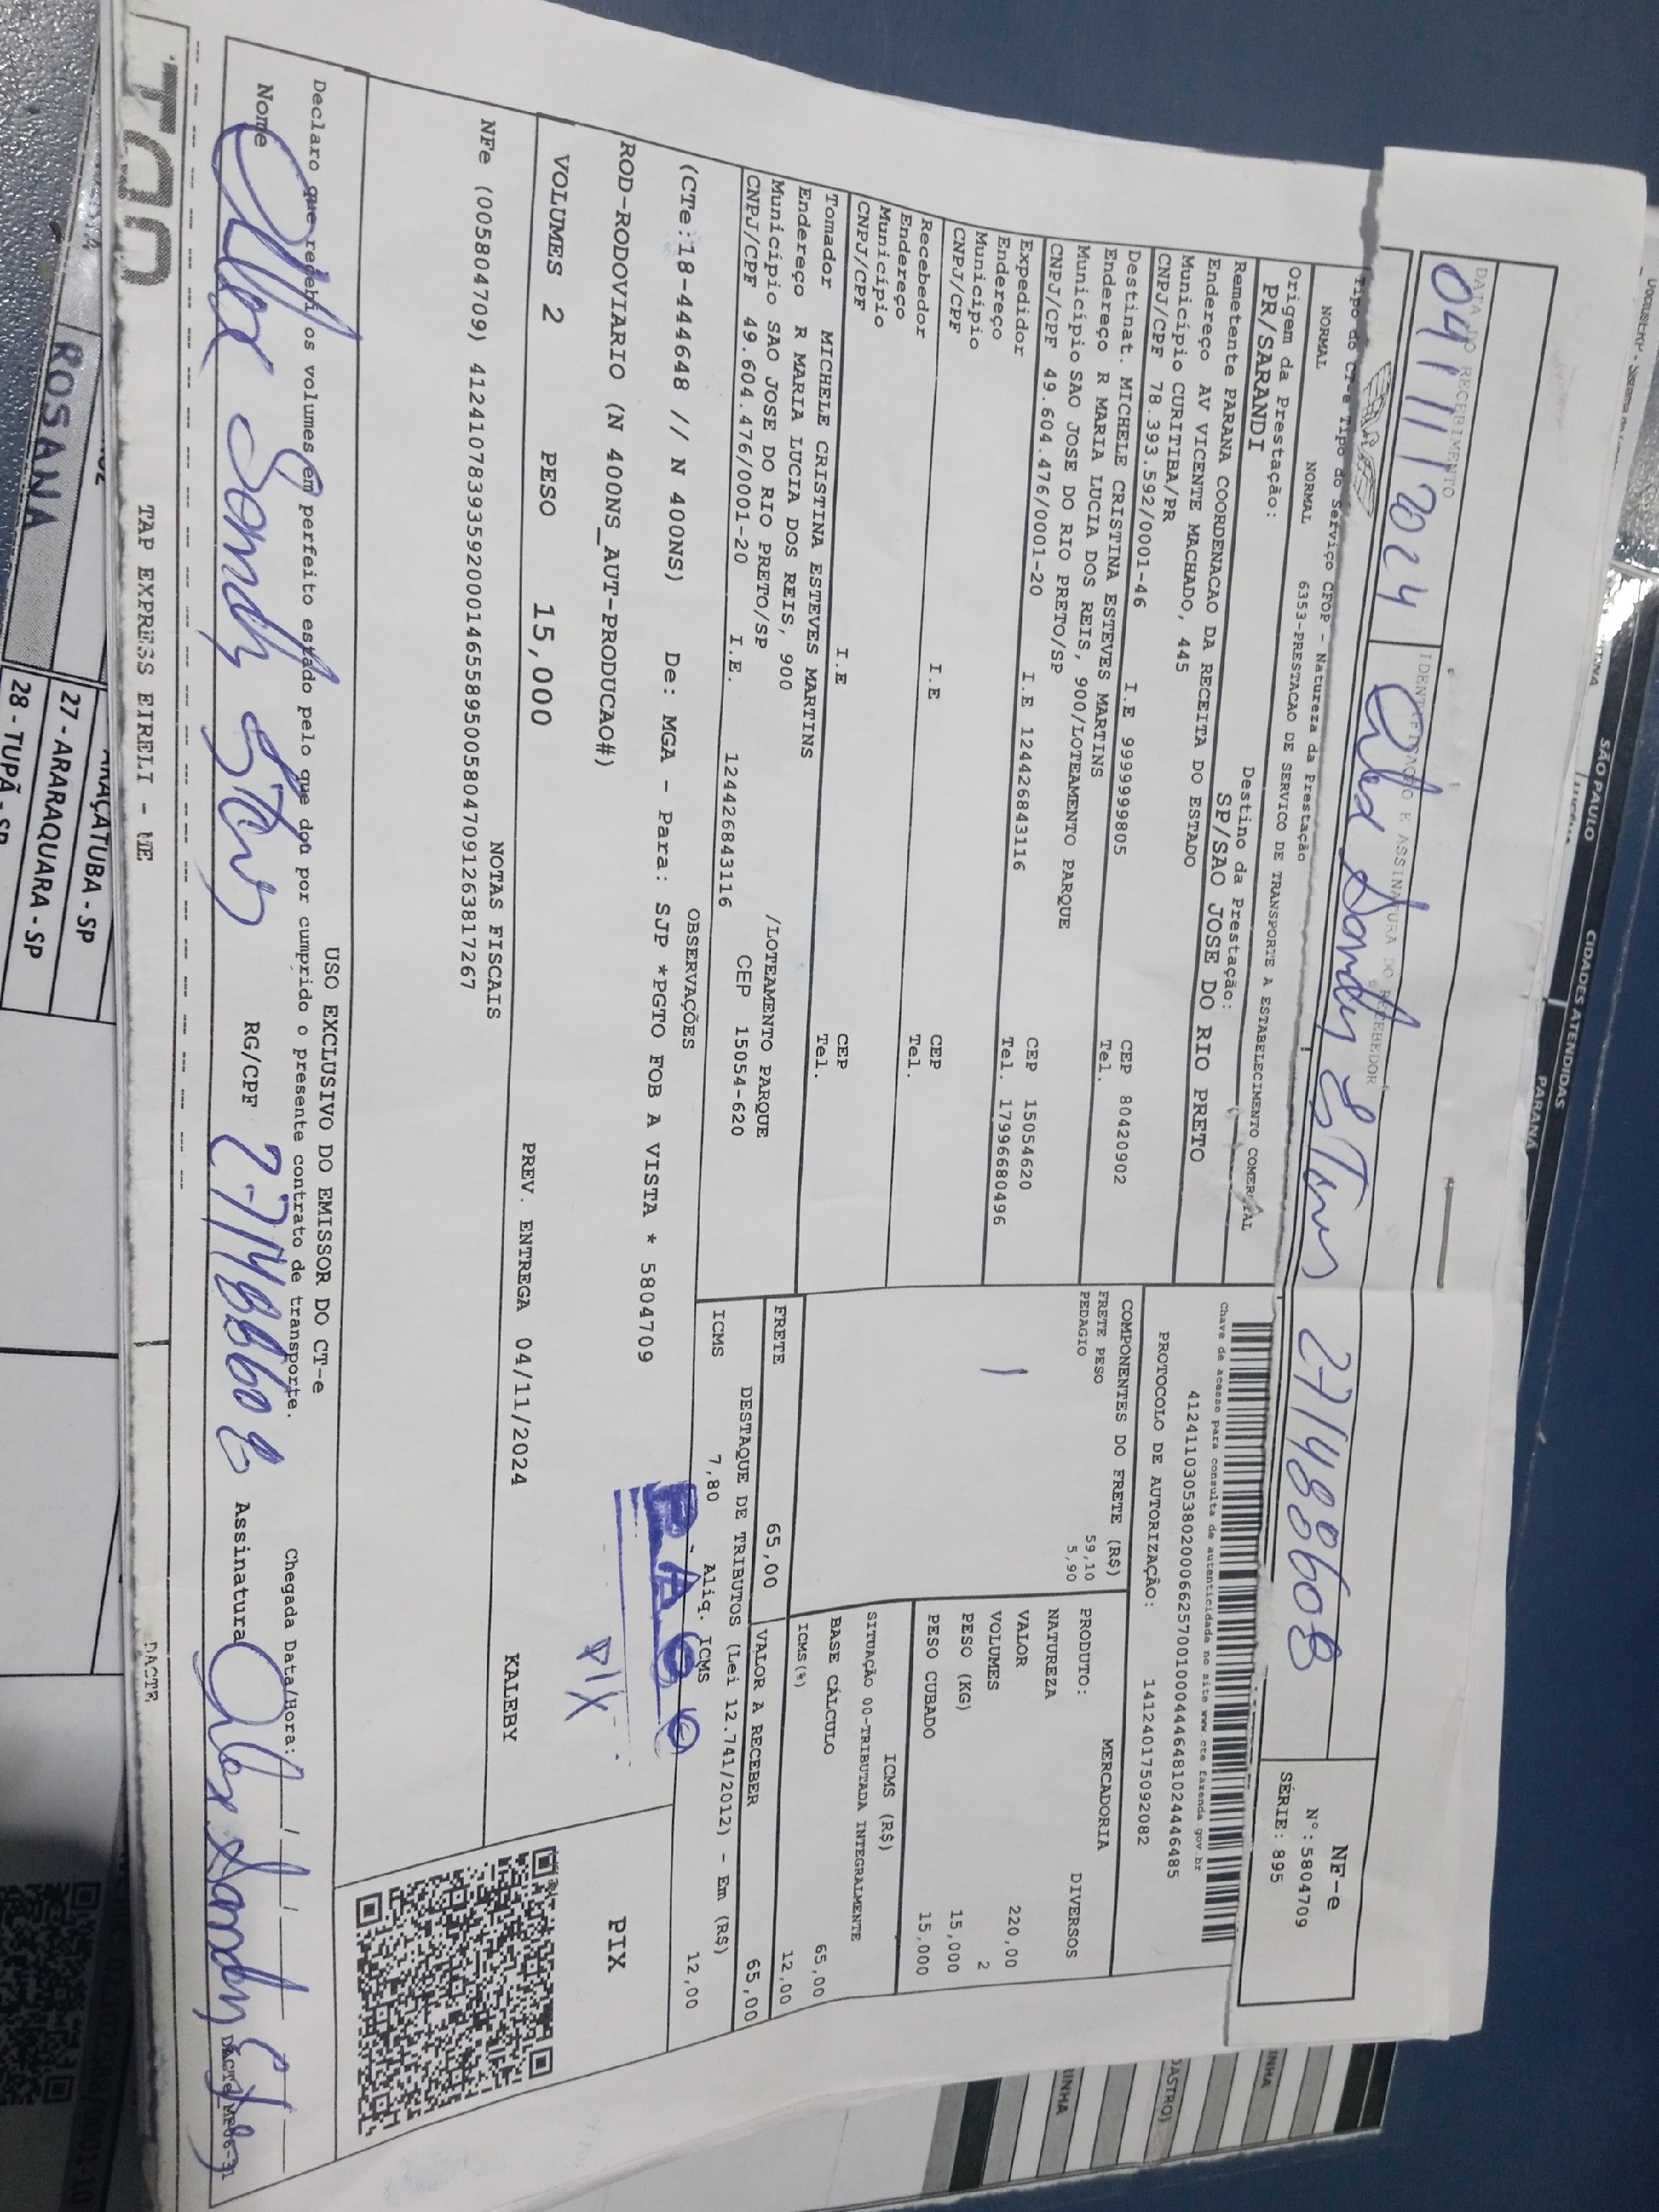 DATA DO RECEBIMENTO
IDENTIFICAÇÃO E ASSINATURA DO RECEBEDOR
04/11/2024
271488608
NF-e
Nº: 5804709
SÉRIE: 895
Tipo do CT-e Tipo do Serviço CFOP - Natureza da Prestação
NORMAL NORMAL 6353-PRESTACAO DE SERVICO DE TRANSPORTE A ESTABELECIMENTO COMERCIAL
Origem da Prestação: Destino da Prestação:
PR/SARANDI SP/SAO JOSE DO RIO PRETO
Remetente PARANA COORDENACAO DA RECEITA DO ESTADO
Endereço AV VICENTE MACHADO, 445
Município CURITIBA/PR CEP 80420902
CNPJ/CPF 78.393.592/0001-46 I.E 9999999805 Tel.
Destinat. MICHELE CRISTINA ESTEVES MARTINS
Endereço R MARIA LUCIA DOS REIS, 900/LOTEAMENTO PARQUE
Município SAO JOSE DO RIO PRETO/SP CEP 15054620
CNPJ/CPF 49.604.476/0001-20 I.E 124426843116 Tel. 17996680496
Expedidor
Endereço
Município CEP
CNPJ/CPF I.E Tel.
Recebedor
Endereço
Município CEP
CNPJ/CPF I.E Tel.
Tomador MICHELE CRISTINA ESTEVES MARTINS
Endereço R MARIA LUCIA DOS REIS, 900 /LOTEAMENTO PARQUE
Município SAO JOSE DO RIO PRETO/SP CEP 15054-620
CNPJ/CPF 49.604.476/0001-20 I.E. 124426843116
Chave de acesso para consulta de autenticidade no site www cte fazenda gov.br
41241103053802000662570010004446481024446485
PROTOCOLO DE AUTORIZAÇÃO: 141240175092082
COMPONENTES DO FRETE (R$)
FRETE PESO 59,10
PEDAGIO 5,90
MERCADORIA
PRODUTO: DIVERSOS
NATUREZA
VALOR 220,00
VOLUMES 2
PESO (KG) 15,000
PESO CUBADO 15,000
ICMS (R$)
SITUAÇÃO 00-TRIBUTADA INTEGRALMENTE
BASE CÁLCULO 65,00
ICMS(%) 12,00
FRETE 65,00
VALOR A RECEBER 65,00
DESTAQUE DE TRIBUTOS (Lei 12.741/2012) - Em (R$)
ICMS 7,80 Aliq. ICMS 12,00
OBSERVAÇÕES
(CTe:18-444648 // N 400NS) De: MGA - Para: SJP *PGTO FOB A VISTA * 5804709
ROD-RODOVIARIO (N 400NS_AUT-PRODUCAO#)
PAGO
PIX
PIX
VOLUMES 2 PESO 15,000 PREV. ENTREGA 04/11/2024 KALEBY
NOTAS FISCAIS
NFe (005804709) 41241078393592000146558950058047091263817267
USO EXCLUSIVO DO EMISSOR DO CT-e
Declaro que recebi os volumes em perfeito estado pelo que dou por cumprido o presente contrato de transporte.
Chegada Data/Hora:
Nome
RG/CPF 271488608
Assinatura
DACTE MP06-31
TAP EXPRESS EIRELI - ME
DACTE
ROSANA
ARAÇATUBA - SP
27 - ARARAQUARA - SP
28 - TUPÃ - SP
SÃO PAULO
CIDADES ATENDIDAS
PARANÁ